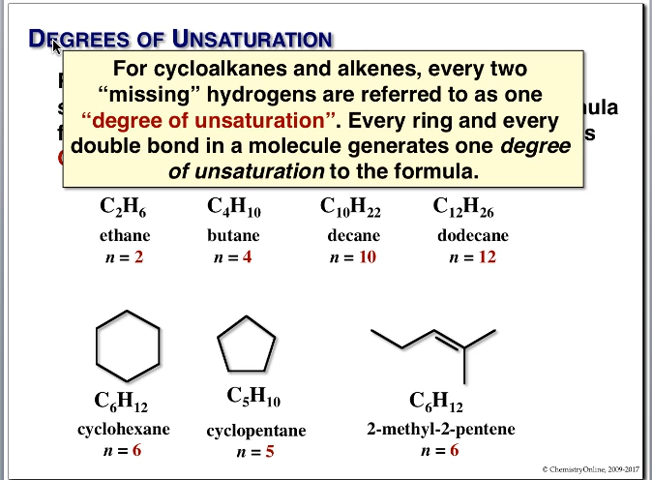 DEGREES OF UNSATURATION
For cycloalkanes and alkenes, every two
“missing” hydrogens are referred to as one
“degree of unsaturation”. Every ring and every
double bond in a molecule generates one degree
of unsaturation to the formula.
C₂H₆ C₄H₁₀ C₁₀H₂₂ C₁₂H₂₆
ethane butane decane dodecane
n = 2 n = 4 n = 10 n = 12
C₆H₁₂ C₅H₁₀ C₆H₁₂
cyclohexane cyclopentane 2-methyl-2-pentene
n = 6 n = 5 n = 6
© ChemistryOnline, 2009-2017